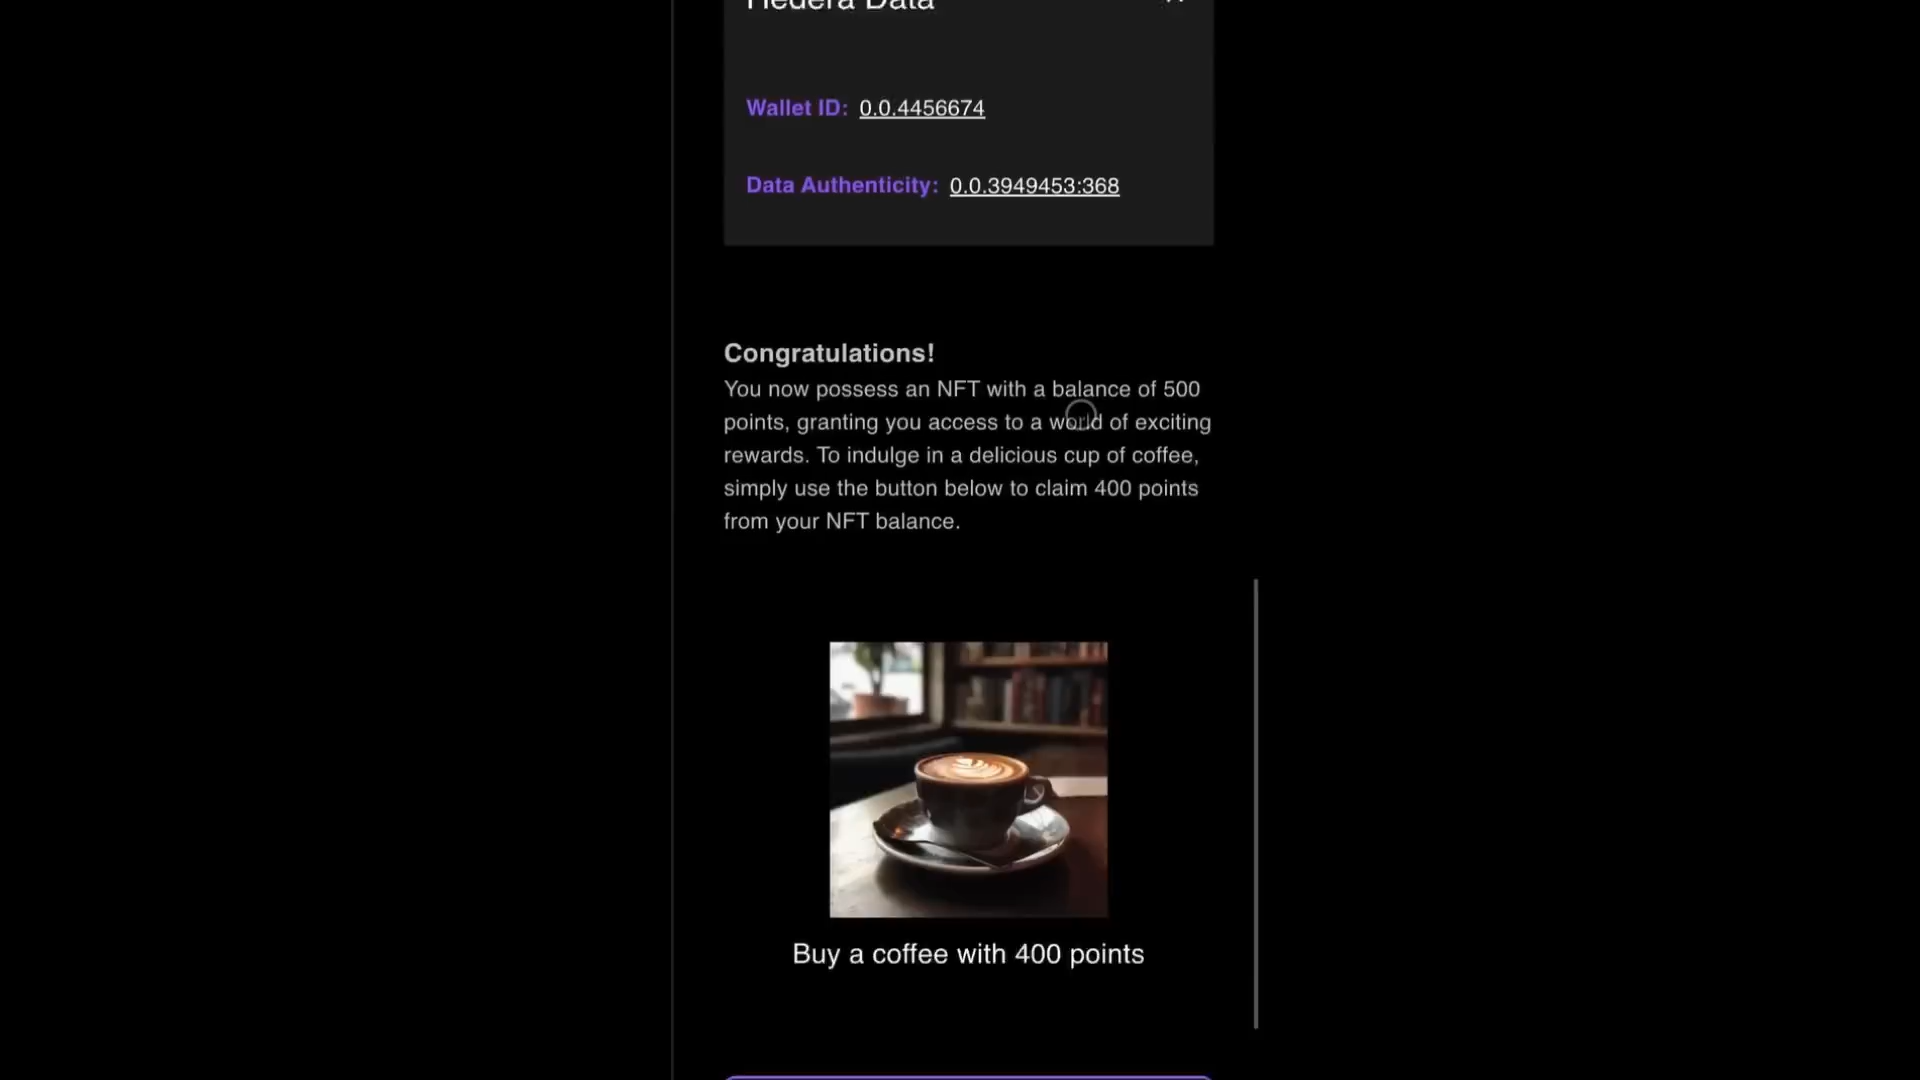 Hedera Data
Wallet ID: 0.0.4456674
Data Authenticity: 0.0.3949453:368
Congratulations!
You now possess an NFT with a balance of 500
points, granting you access to a world of exciting
rewards. To indulge in a delicious cup of coffee,
simply use the button below to claim 400 points
from your NFT balance.
Buy a coffee with 400 points